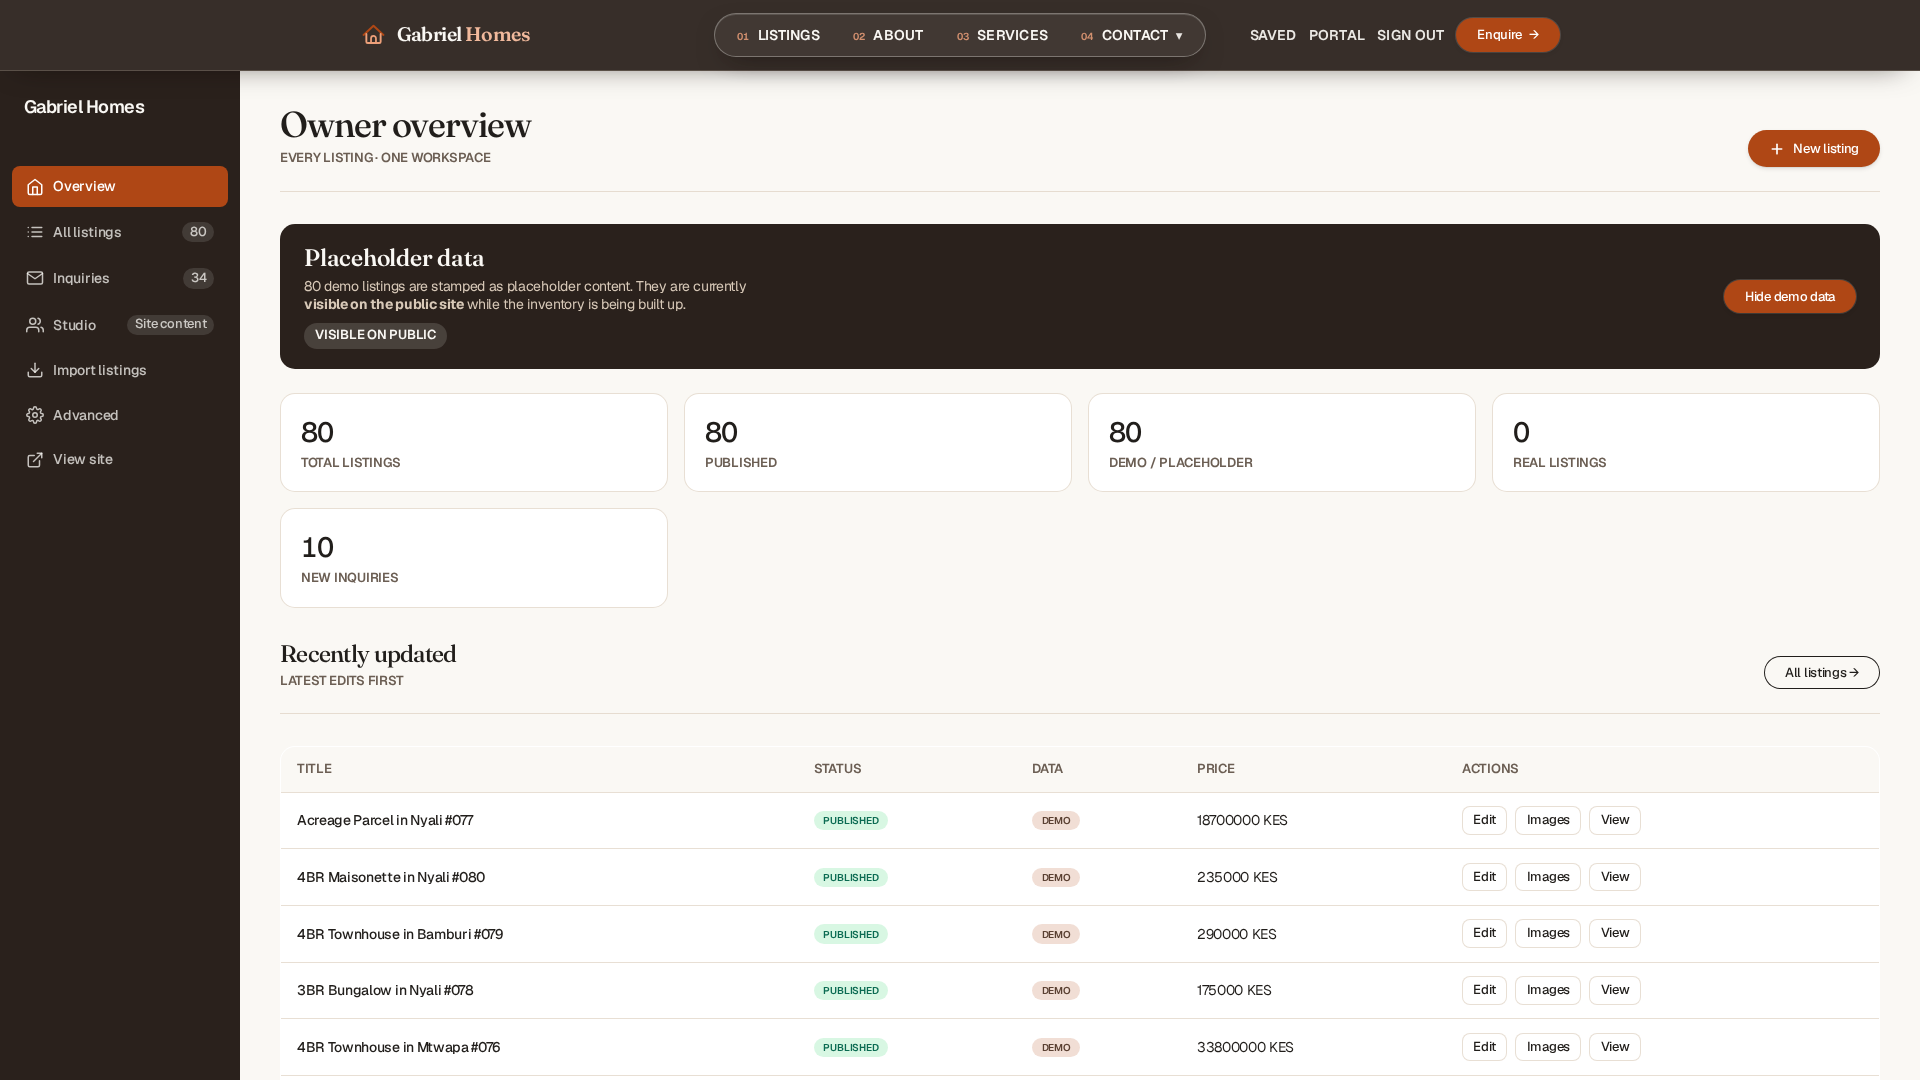 Gabriel Homes
01 LISTINGS 02 ABOUT 03 SERVICES 04 CONTACT ▾
SAVED PORTAL SIGN OUT Enquire →
Gabriel Homes
Overview
All listings 80
Inquiries 34
Studio Site content
Import listings
Advanced
View site
Owner overview
EVERY LISTING · ONE WORKSPACE
+ New listing
Placeholder data
80 demo listings are stamped as placeholder content. They are currently
visible on the public site while the inventory is being built up.
VISIBLE ON PUBLIC
Hide demo data
80
TOTAL LISTINGS
80
PUBLISHED
80
DEMO / PLACEHOLDER
0
REAL LISTINGS
10
NEW INQUIRIES
Recently updated
LATEST EDITS FIRST
All listings →
TITLE STATUS DATA PRICE ACTIONS
Acreage Parcel in Nyali #077 PUBLISHED DEMO 18700000 KES Edit Images View
4BR Maisonette in Nyali #080 PUBLISHED DEMO 235000 KES Edit Images View
4BR Townhouse in Bamburi #079 PUBLISHED DEMO 290000 KES Edit Images View
3BR Bungalow in Nyali #078 PUBLISHED DEMO 175000 KES Edit Images View
4BR Townhouse in Mtwapa #076 PUBLISHED DEMO 33800000 KES Edit Images View